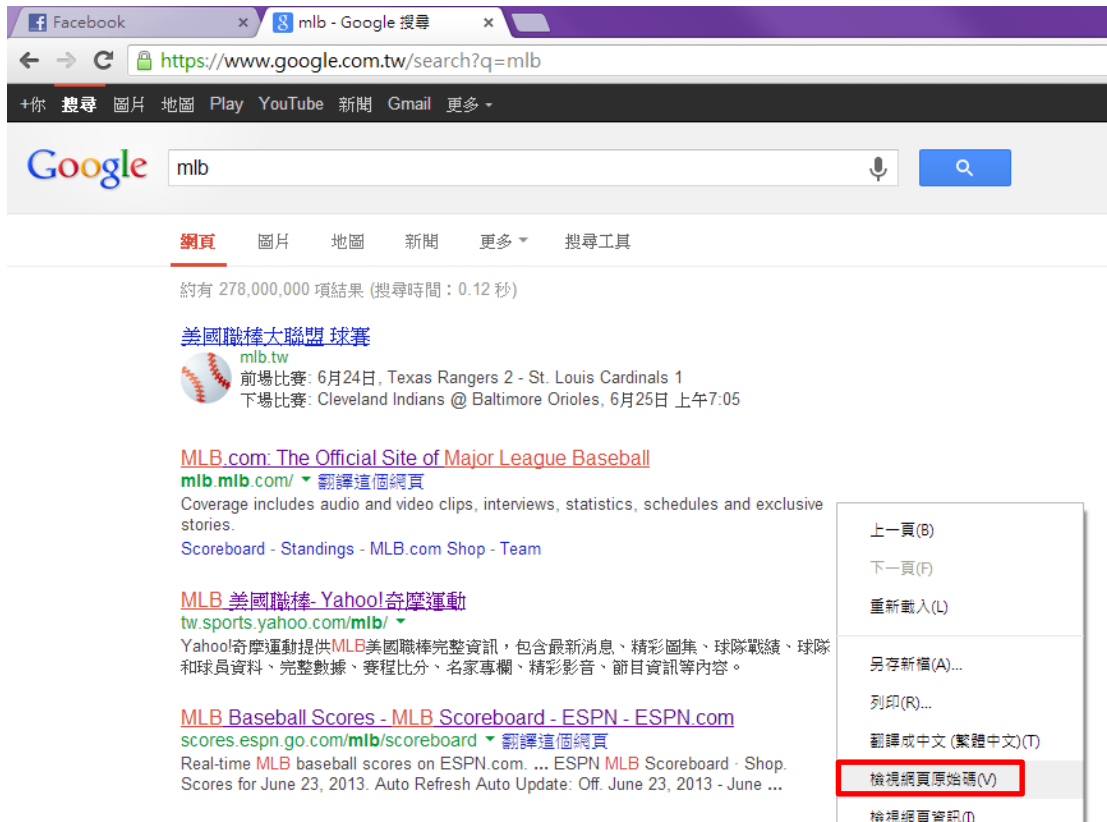 Facebook
mlb - Google 搜尋
https://www.google.com.tw/search?q=mlb
+你 搜尋 圖片 地圖 Play YouTube 新聞 Gmail 更多
Google mlb
網頁 圖片 地圖 新聞 更多 搜尋工具
約有 278,000,000 項結果 (搜尋時間：0.12 秒)
美國職棒大聯盟 球賽
mlb.tw
前場比賽: 6月24日, Texas Rangers 2 - St. Louis Cardinals 1
下場比賽: Cleveland Indians @ Baltimore Orioles, 6月25日 上午7:05
MLB.com: The Official Site of Major League Baseball
mlb.mlb.com/ 翻譯這個網頁
Coverage includes audio and video clips, interviews, statistics, schedules and exclusive
stories.
Scoreboard - Standings - MLB.com Shop - Team
MLB 美國職棒- Yahoo!奇摩運動
tw.sports.yahoo.com/mlb/
Yahoo!奇摩運動提供MLB美國職棒完整資訊，包含最新消息、精彩圖集、球隊戰績、球隊
和球員資料、完整數據、賽程比分、名家專欄、精彩影音、節目資訊等內容。
MLB Baseball Scores - MLB Scoreboard - ESPN - ESPN.com
scores.espn.go.com/mlb/scoreboard 翻譯這個網頁
Real-time MLB baseball scores on ESPN.com. ... ESPN MLB Scoreboard · Shop.
Scores for June 23, 2013. Auto Refresh Auto Update: Off. June 23, 2013 - June ...
上一頁(B)
下一頁(F)
重新載入(L)
另存新檔(A)...
列印(R)...
翻譯成中文 (繁體中文)(T)
檢視網頁原始碼(V)
檢視網頁資訊(I)